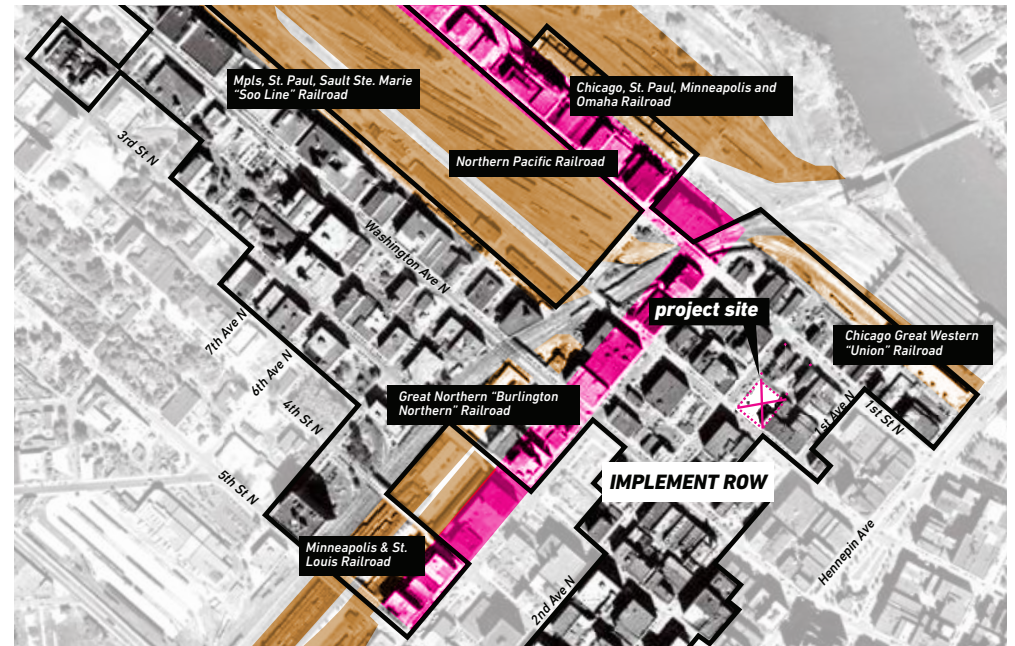 Mpls, St. Paul, Sault Ste. Marie
“Soo Line” Railroad
Chicago, St. Paul, Minneapolis and
Omaha Railroad
3rd St N
Northern Pacific Railroad
Washington Ave N
project site
7th Ave N
Chicago Great Western
“Union” Railroad
6th Ave N
Great Northern “Burlington
Northern” Railroad
4th St N
1st Ave N
1st St N
5th St N
IMPLEMENT ROW
Minneapolis & St.
Louis Railroad
Hennepin Ave
2nd Ave N